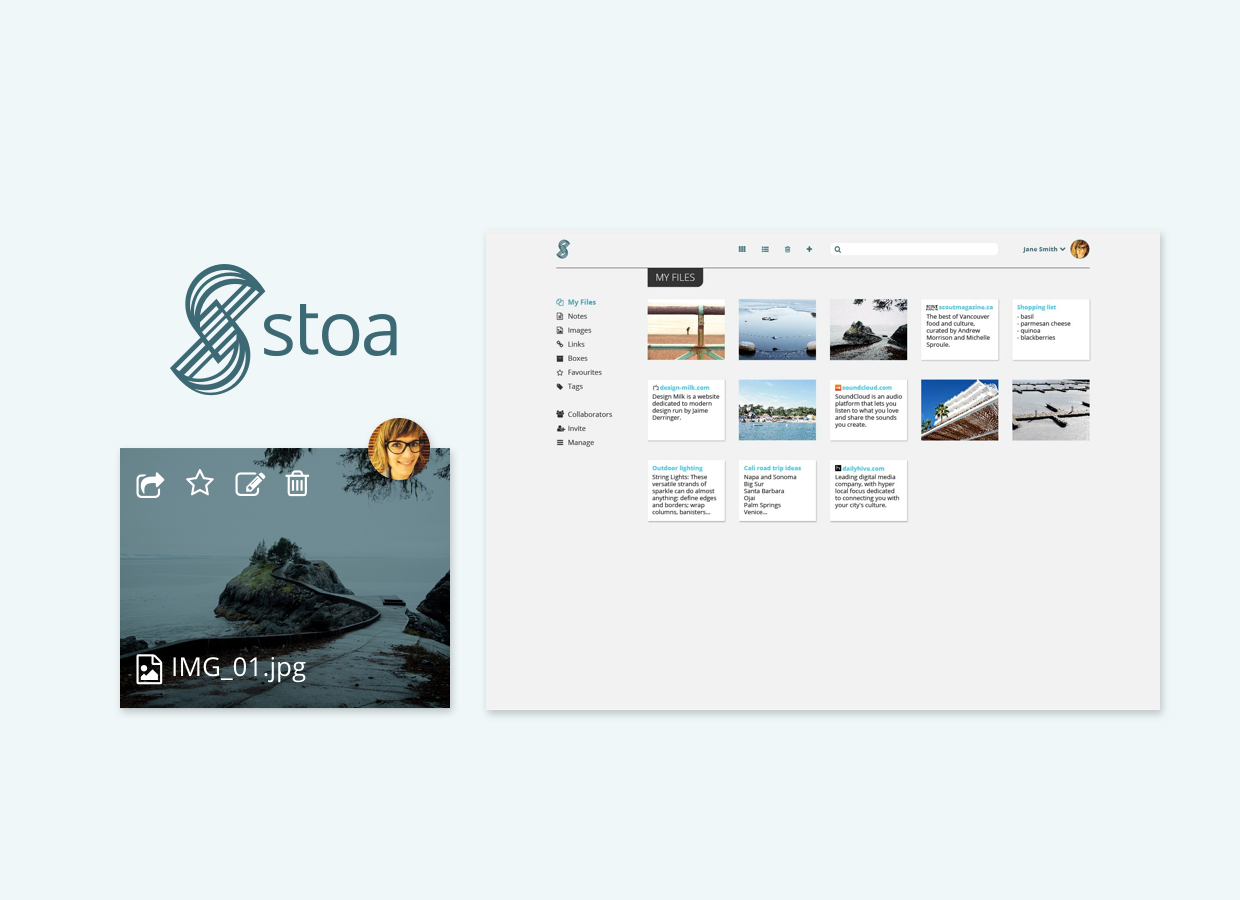 stoa
IMG_01.jpg
Jane Smith
MY FILES
My Files
Notes
Images
Links
Boxes
Favourites
Tags
Collaborators
Invite
Manage
scoutmagazine.ca
The best of Vancouver
food and culture,
curated by Andrew
Morrison and Michelle
Sproule.
Shopping list
- basil
- parmesan cheese
- quinoa
- blackberries
design-milk.com
Design Milk is a website
dedicated to modern
design run by Jaime
Derringer.
soundcloud.com
SoundCloud is an audio
platform that lets you
listen to what you love
and share the sounds
you create.
Outdoor lighting
String Lights: These
versatile strands of
sparkle can do almost
anything: define edges
and borders; wrap
columns, banisters...
Cali road trip ideas
Napa and Sonoma
Big Sur
Santa Barbara
Ojai
Palm Springs
Venice...
dailyhive.com
Leading digital media
company, with hyper
local focus dedicated
to connecting you with
your city's culture.